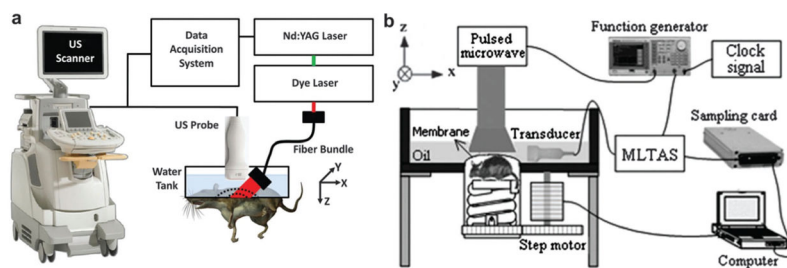 a
US
Scanner
Data
Acquisition
System
Nd:YAG Laser
Dye Laser
US Probe
Fiber Bundle
Water
Tank
Y
X
Z
b
z
y
x
Pulsed
microwave
Function generator
Clock
signal
Membrane
Transducer
Oil
MLTAS
Sampling card
Step motor
Computer